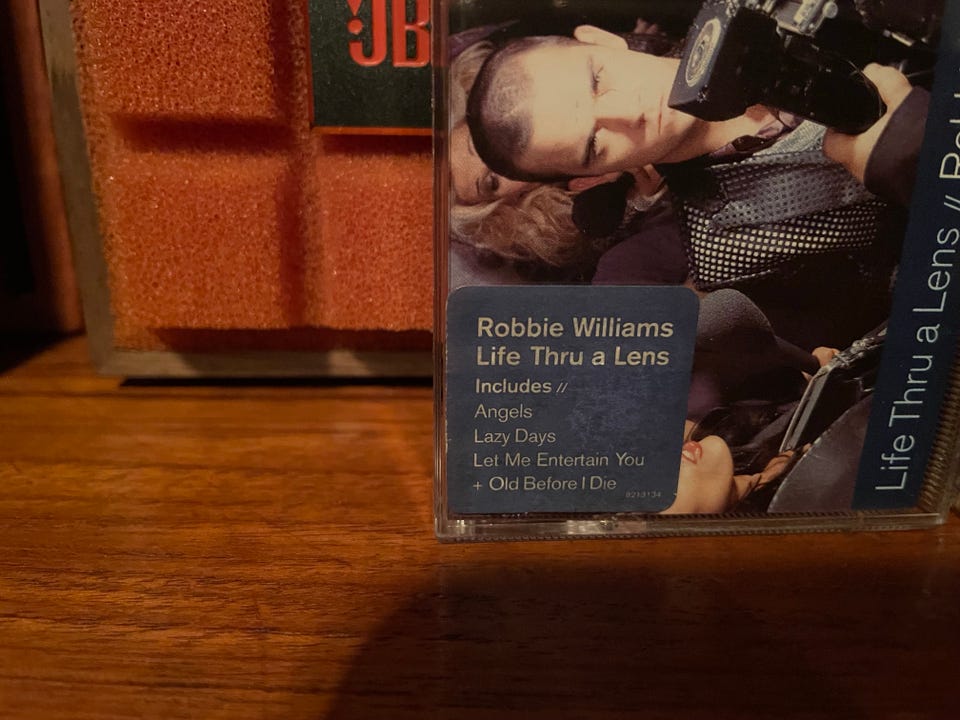 JB
Robbie Williams
Life Thru a Lens
Includes //
Angels
Lazy Days
Let Me Entertain You
+ Old Before I Die
8213134
Life Thru a Lens //